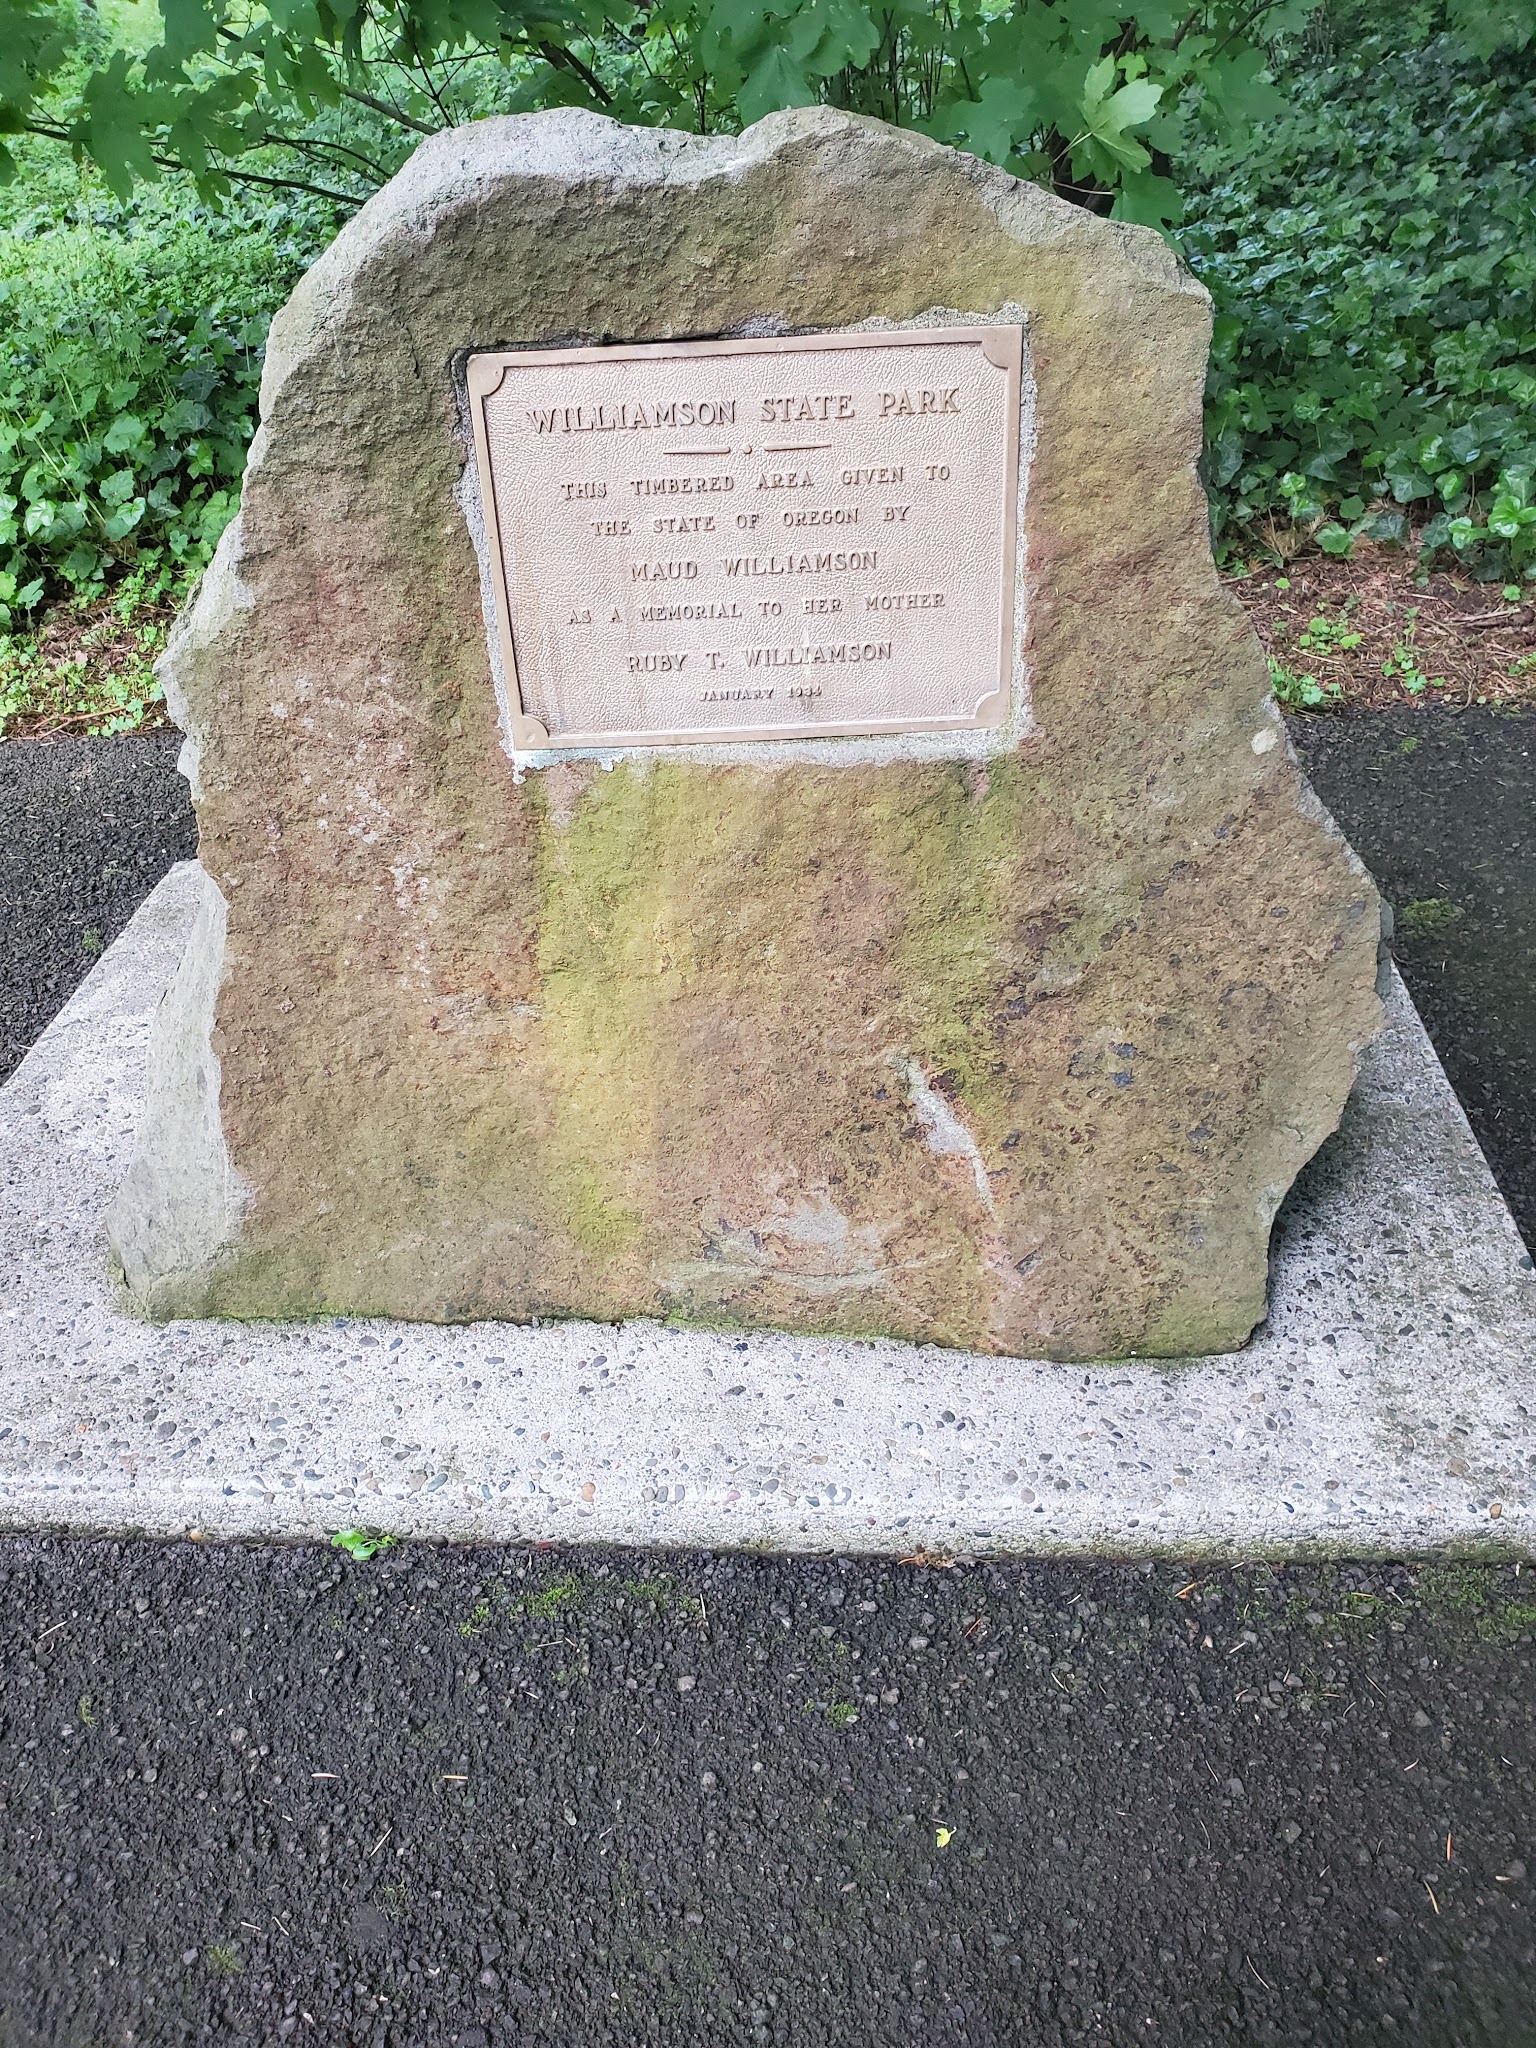 WILLIAMSON STATE PARK
THIS TIMBERED AREA GIVEN TO
THE STATE OF OREGON BY
MAUD WILLIAMSON
AS A MEMORIAL TO HER MOTHER
RUBY T. WILLIAMSON
JANUARY 1934